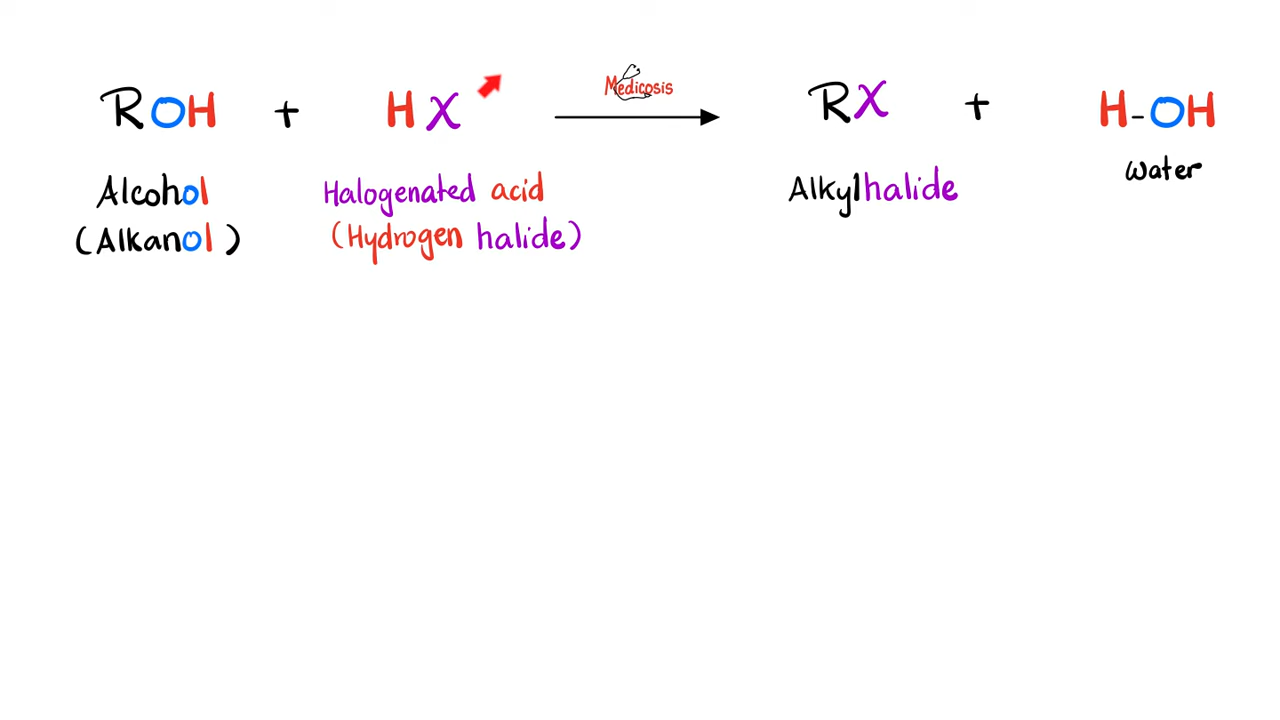 ROH + HX Medicosis RX + H-OH
Alcohol Halogenated acid Alkylhalide water
(Alkanol) (Hydrogen halide)